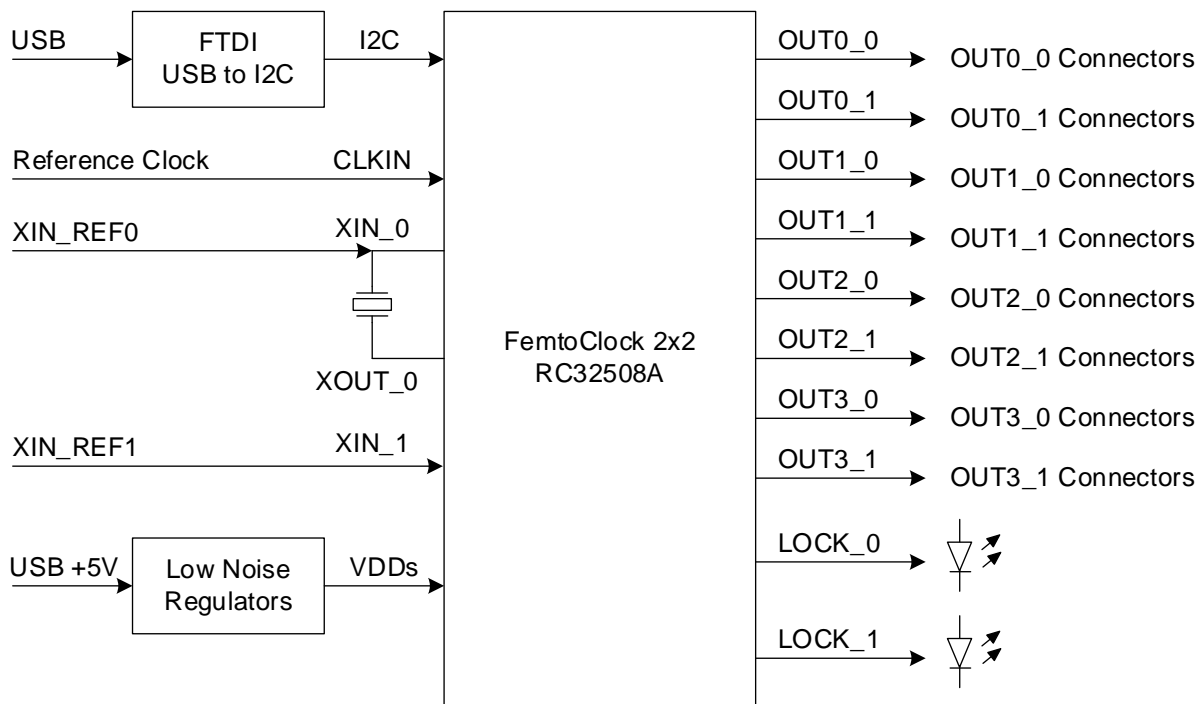 USB
FTDI
USB to I2C
I2C
Reference Clock
CLKIN
XIN_REF0
XIN_0
XOUT_0
XIN_REF1
XIN_1
USB +5V
Low Noise
Regulators
VDDs
FemtoClock 2x2
RC32508A
OUT0_0
OUT0_0 Connectors
OUT0_1
OUT0_1 Connectors
OUT1_0
OUT1_0 Connectors
OUT1_1
OUT1_1 Connectors
OUT2_0
OUT2_0 Connectors
OUT2_1
OUT2_1 Connectors
OUT3_0
OUT3_0 Connectors
OUT3_1
OUT3_1 Connectors
LOCK_0
LOCK_1